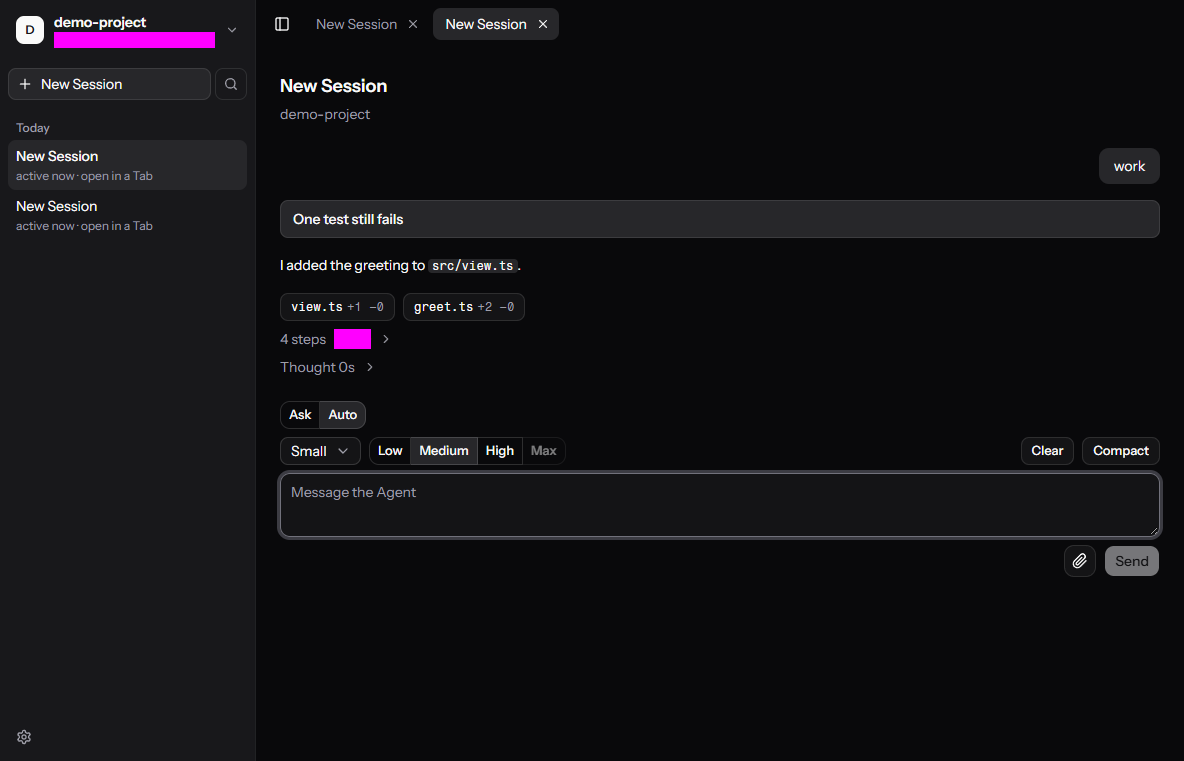 D
demo-project
New Session
Today
New Session
active now · open in a Tab
New Session
active now · open in a Tab
New Session
New Session
New Session
demo-project
work
One test still fails
I added the greeting to src/view.ts.
view.ts +1 −0 greet.ts +2 −0
4 steps
Thought 0s
Ask Auto
Small Low Medium High Max Clear Compact
Message the Agent
Send